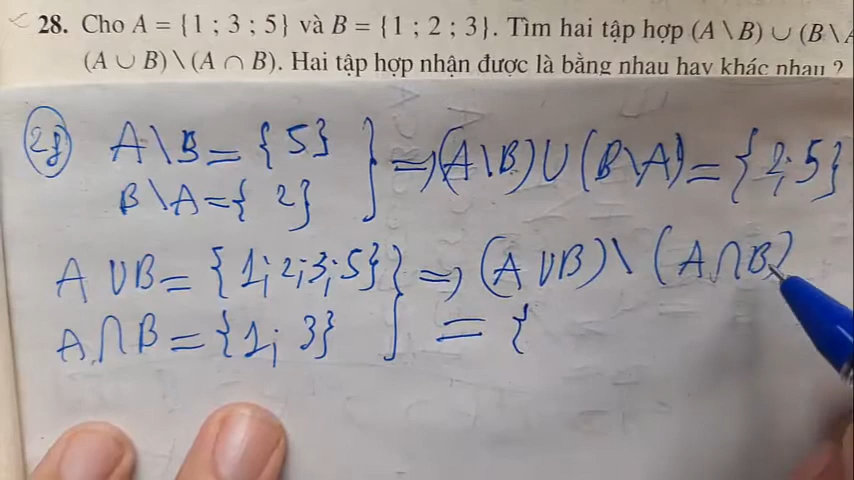 28. Cho A = {1 ; 3 ; 5} và B = {1 ; 2 ; 3}. Tìm hai tập hợp (A \ B) ∪ (B \ A
(A ∪ B) \ (A ∩ B). Hai tập hợp nhận được là bằng nhau hay khác nhau ?
28 A\B = {5} } => (A\B) ∪ (B\A) = {2; 5}
B\A = {2}
A ∪ B = {1; 2; 3; 5} } => (A ∪ B) \ (A ∩ B)
A ∩ B = {1; 3} = {